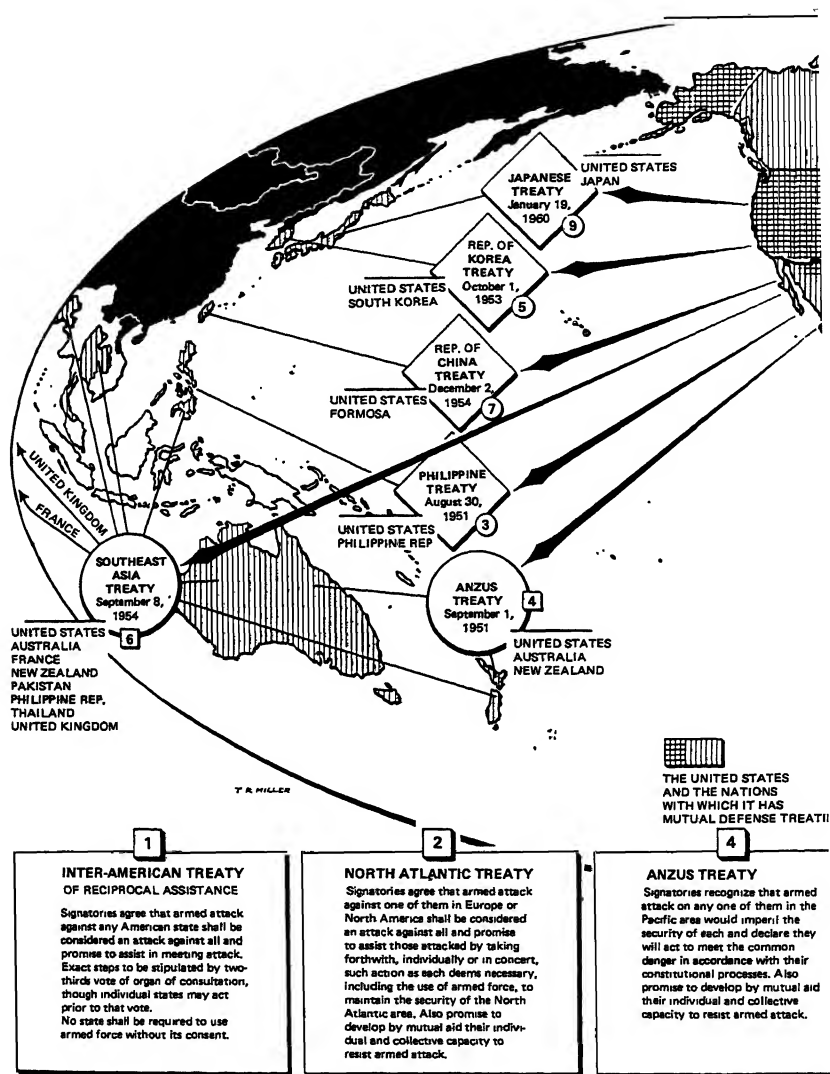 UNITED STATES
JAPAN
JAPANESE
TREATY
January 19,
1960
9
REP. OF
KOREA
TREATY
October 1,
1953
5
UNITED STATES
SOUTH KOREA
REP. OF
CHINA
TREATY
December 2,
1954
7
UNITED STATES
FORMOSA
PHILIPPINE
TREATY
August 30,
1951
3
UNITED STATES
PHILIPPINE REP
UNITED KINGDOM
FRANCE
SOUTHEAST
ASIA
TREATY
September 8,
1954
6
UNITED STATES
AUSTRALIA
FRANCE
NEW ZEALAND
PAKISTAN
PHILIPPINE REP.
THAILAND
UNITED KINGDOM
ANZUS
TREATY
September 1,
1951
4
UNITED STATES
AUSTRALIA
NEW ZEALAND
T R MILLER
THE UNITED STATES
AND THE NATIONS
WITH WHICH IT HAS
MUTUAL DEFENSE TREATI
1
INTER-AMERICAN TREATY
OF RECIPROCAL ASSISTANCE
Signatories agree that armed attack
against any American state shall be
considered an attack against all and
promise to assist in meeting attack.
Exact steps to be stipulated by two-
thirds vote of organ of consultation,
though individual states may act
prior to that vote.
No state shall be required to use
armed force without its consent.
2
NORTH ATLANTIC TREATY
Signatories agree that armed attack
against one of them in Europe or
North America shall be considered
an attack against all and promise
to assist those attacked by taking
forthwith, individually or in concert,
such action as each deems necessary,
including the use of armed force, to
maintain the security of the North
Atlantic area. Also promise to
develop by mutual aid their indivi-
dual and collective capacity to
resist armed attack.
4
ANZUS TREATY
Signatories recognize that armed
attack on any one of them in the
Pacific area would imperil the
security of each and declare they
will act to meet the common
danger in accordance with their
constitutional processes. Also
promise to develop by mutual aid
their individual and collective
capacity to resist armed attack.